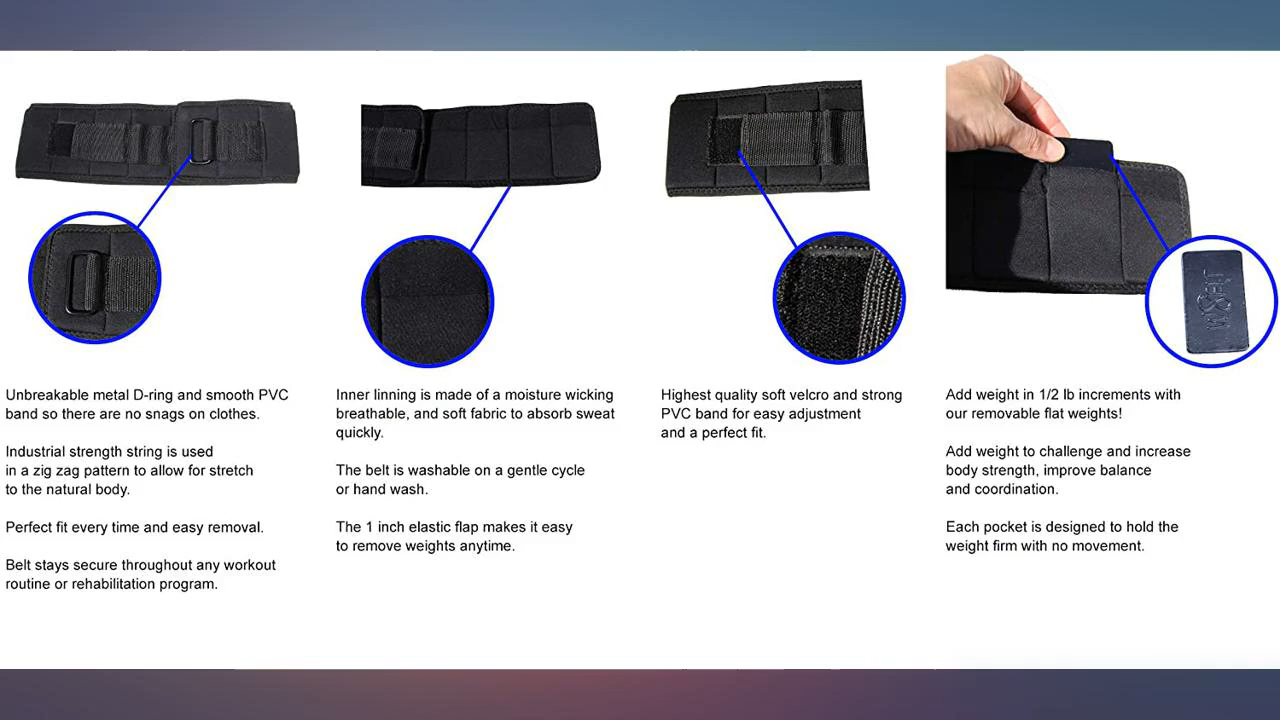 Unbreakable metal D-ring and smooth PVC
band so there are no snags on clothes.
Industrial strength string is used
in a zig zag pattern to allow for stretch
to the natural body.
Perfect fit every time and easy removal.
Belt stays secure throughout any workout
routine or rehabilitation program.
Inner linning is made of a moisture wicking
breathable, and soft fabric to absorb sweat
quickly.
The belt is washable on a gentle cycle
or hand wash.
The 1 inch elastic flap makes it easy
to remove weights anytime.
Highest quality soft velcro and strong
PVC band for easy adjustment
and a perfect fit.
Add weight in 1/2 lb increments with
our removable flat weights!
Add weight to challenge and increase
body strength, improve balance
and coordination.
Each pocket is designed to hold the
weight firm with no movement.